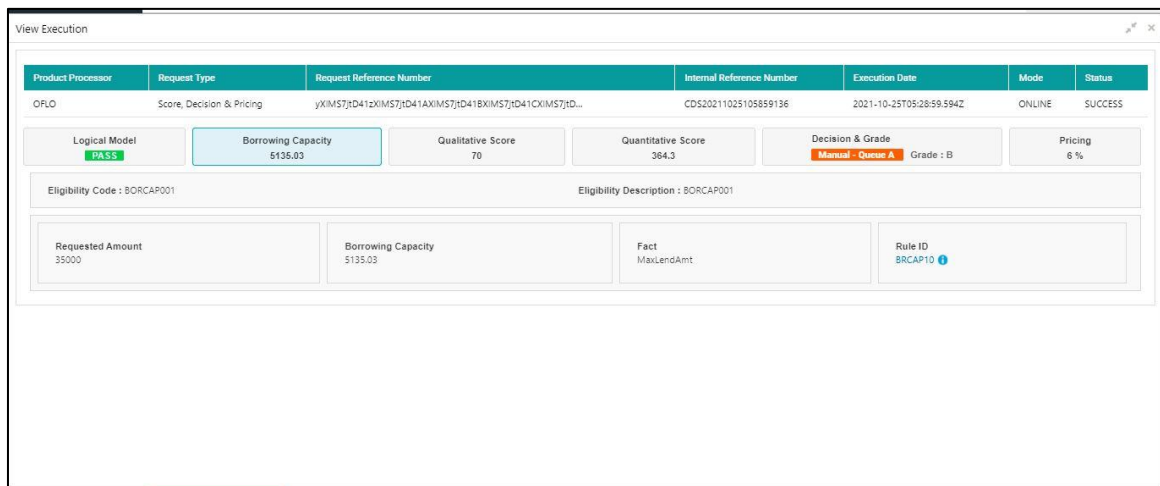 View Execution
Product Processor Request Type Request Reference Number Internal Reference Number Execution Date Mode Status
OFLO Score, Decision & Pricing yXIMS7jtD41zXIMS7jtD41AXIMS7jtD41BXIMS7jtD41CXIMS7jtD... CDS20211025105859136 2021-10-25T05:28:59.594Z ONLINE SUCCESS
Logical Model Borrowing Capacity Qualitative Score Quantitative Score Decision & Grade Pricing
PASS 5135.03 70 364.3 Manual - Queue A Grade : B 6 %
Eligibility Code : BORCAP001 Eligibility Description : BORCAP001
Requested Amount Borrowing Capacity Fact Rule ID
35000 5135.03 MaxLendAmt BRCAP10